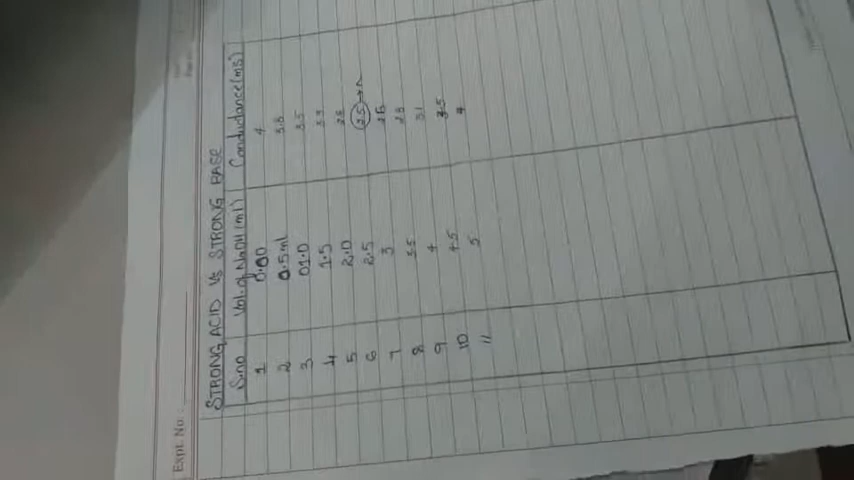 Expt. No.:
STRONG ACID Vs STRONG BASE
S.no Vol. of NaOH (ml) Conductance (ms)
1 0.00 4
2 0.5ml 3.8
3 01.0 3.5
4 1.5
5 2.0 2.8
6 2.5 2.5
7 3 2.6
8 3.5 2.8
9 4 3.1
10 4.5 3.5
11 5 4